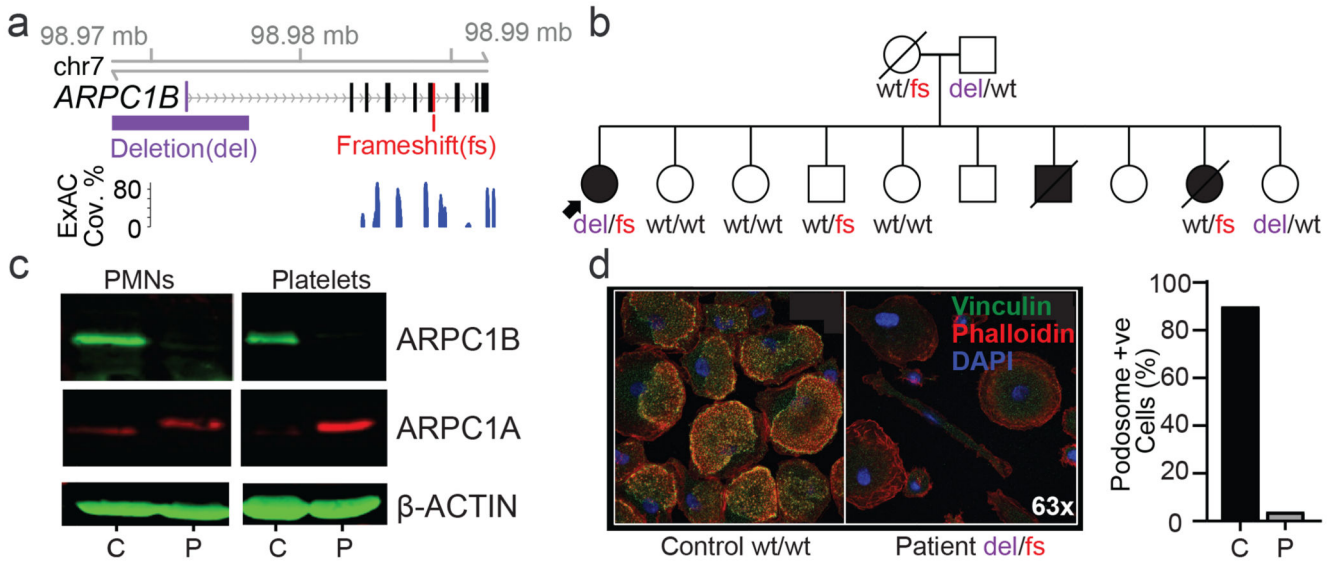 a
98.97 mb 98.98 mb 98.99 mb
chr7
ARPC1B
Deletion(del) Frameshift(fs)
ExAC
Cov. %
80
0
b
wt/fs del/wt
del/fs wt/wt wt/wt wt/fs wt/wt wt/fs del/wt
c
PMNs Platelets
ARPC1B
ARPC1A
β-ACTIN
C P C P
d
Vinculin
Phalloidin
DAPI
63x
Control wt/wt Patient del/fs
Podosome +ve
Cells (%)
100
80
60
40
20
0
C P